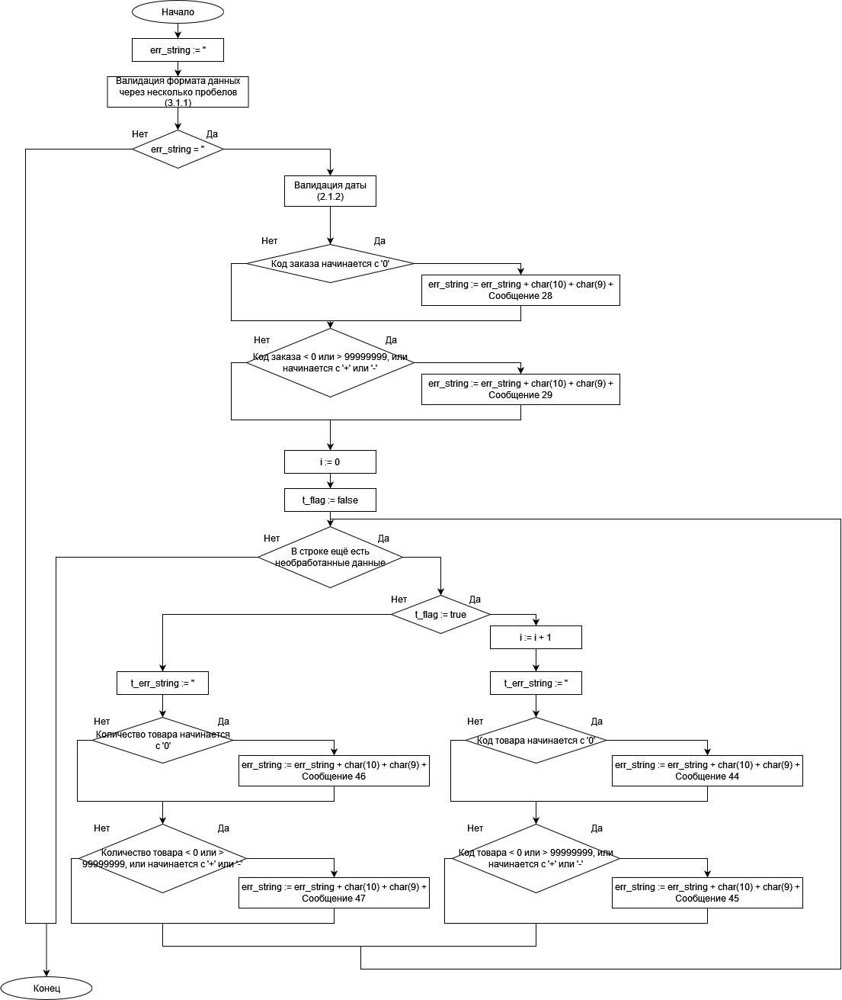 Начало
err_string := ''
Валидация формата данных
через несколько пробелов
(3.1.1)
Нет
Да
err_string = ''
Валидация даты
(2.1.2)
Нет
Да
Код заказа начинается с '0'
err_string := err_string + char(10) + char(9) +
Сообщение 28
Нет
Да
Код заказа < 0 или > 99999999, или
начинается с '+' или '-'
err_string := err_string + char(10) + char(9) +
Сообщение 29
i := 0
t_flag := false
Нет
Да
В строке ещё есть
необработанные данные
Нет
Да
t_flag := true
i := i + 1
t_err_string := ''
t_err_string := ''
Нет
Да
Количество товара начинается
с '0'
Нет
Да
Код товара начинается с '0'
err_string := err_string + char(10) + char(9) +
Сообщение 46
err_string := err_string + char(10) + char(9) +
Сообщение 44
Нет
Да
Количество товара < 0 или >
99999999, или начинается с '+' или '-'
Нет
Да
Код товара < 0 или > 99999999, или
начинается с '+' или '-'
err_string := err_string + char(10) + char(9) +
Сообщение 47
err_string := err_string + char(10) + char(9) +
Сообщение 45
Конец